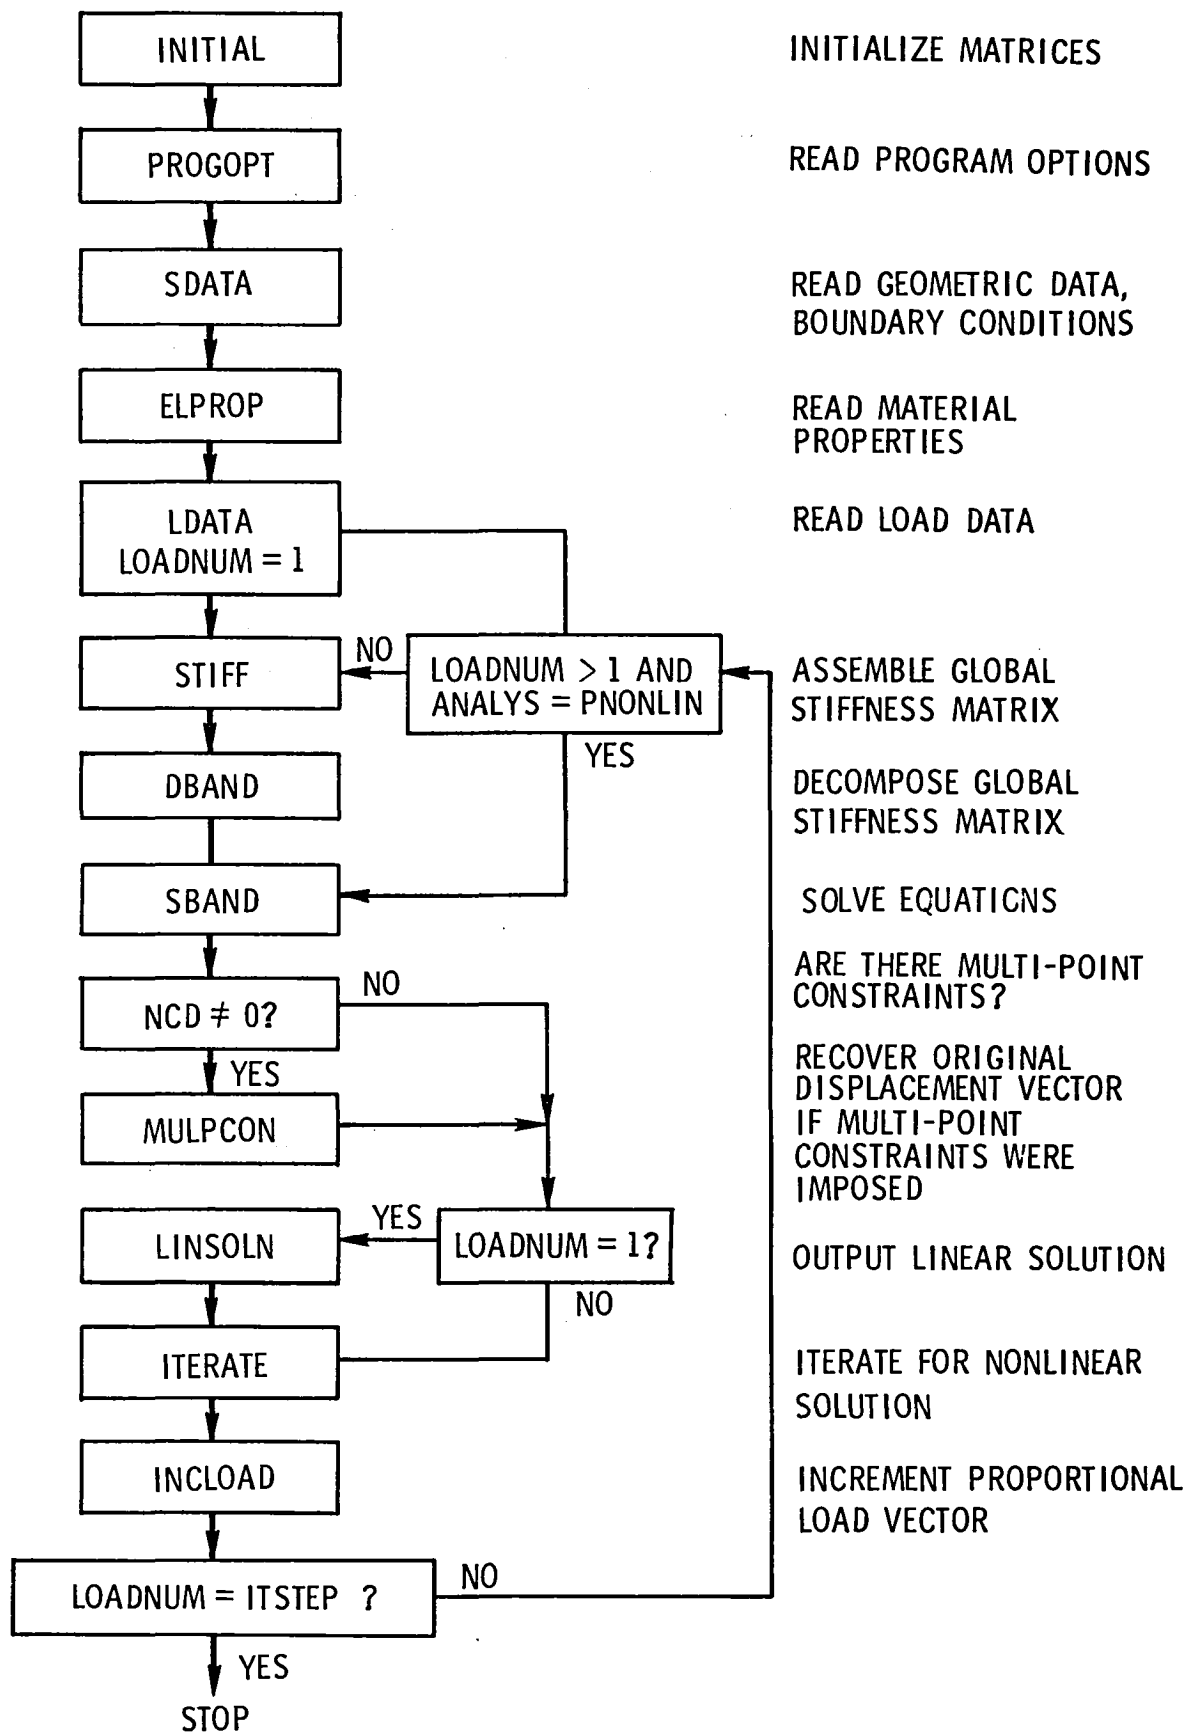 INITIAL
INITIALIZE MATRICES
PROGOPT
READ PROGRAM OPTIONS
SDATA
READ GEOMETRIC DATA,
BOUNDARY CONDITIONS
ELPROP
READ MATERIAL
PROPERTIES
LDATA
LOADNUM = 1
READ LOAD DATA
STIFF
NO
LOADNUM > 1 AND
ANALYS = PNONLIN
YES
ASSEMBLE GLOBAL
STIFFNESS MATRIX
DBAND
DECOMPOSE GLOBAL
STIFFNESS MATRIX
SBAND
SOLVE EQUATIONS
NCD ≠ 0?
NO
YES
ARE THERE MULTI-POINT
CONSTRAINTS?
MULPCON
RECOVER ORIGINAL
DISPLACEMENT VECTOR
IF MULTI-POINT
CONSTRAINTS WERE
IMPOSED
LINSOLN
YES
LOADNUM = 1?
NO
OUTPUT LINEAR SOLUTION
ITERATE
ITERATE FOR NONLINEAR
SOLUTION
INCLOAD
INCREMENT PROPORTIONAL
LOAD VECTOR
LOADNUM = ITSTEP ?
NO
YES
STOP